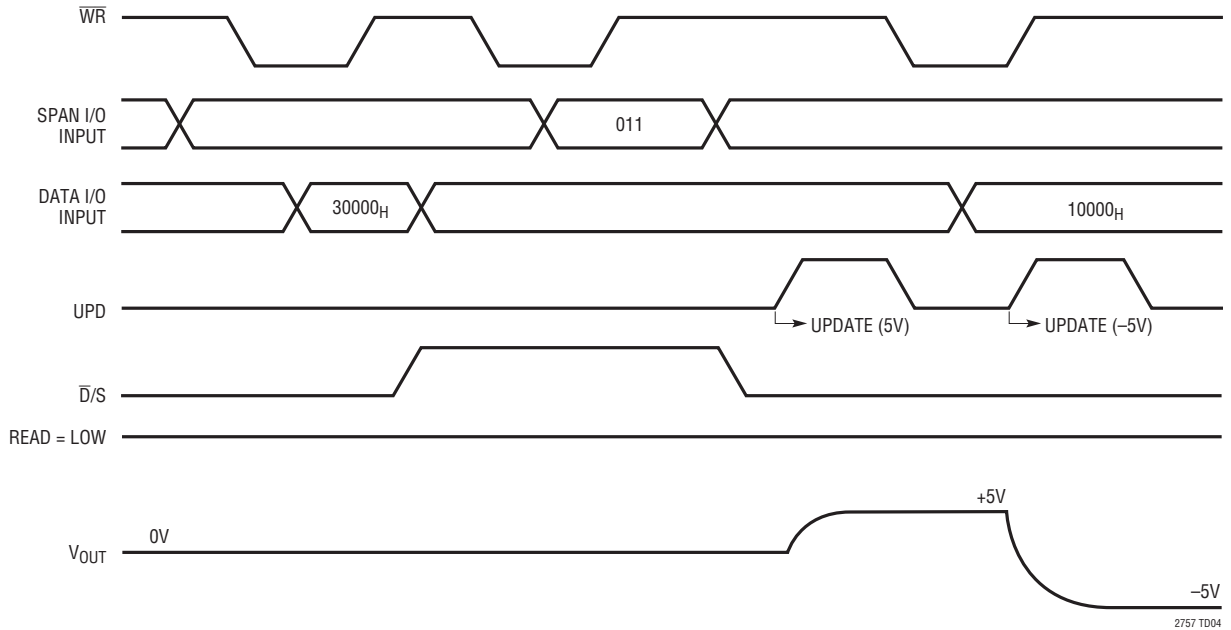 W̅R̅
SPAN I/O
INPUT
011
DATA I/O
INPUT
30000H
10000H
UPD
UPDATE (5V)
UPDATE (–5V)
D̅/S
READ = LOW
VOUT
0V
+5V
–5V
2757 TD04